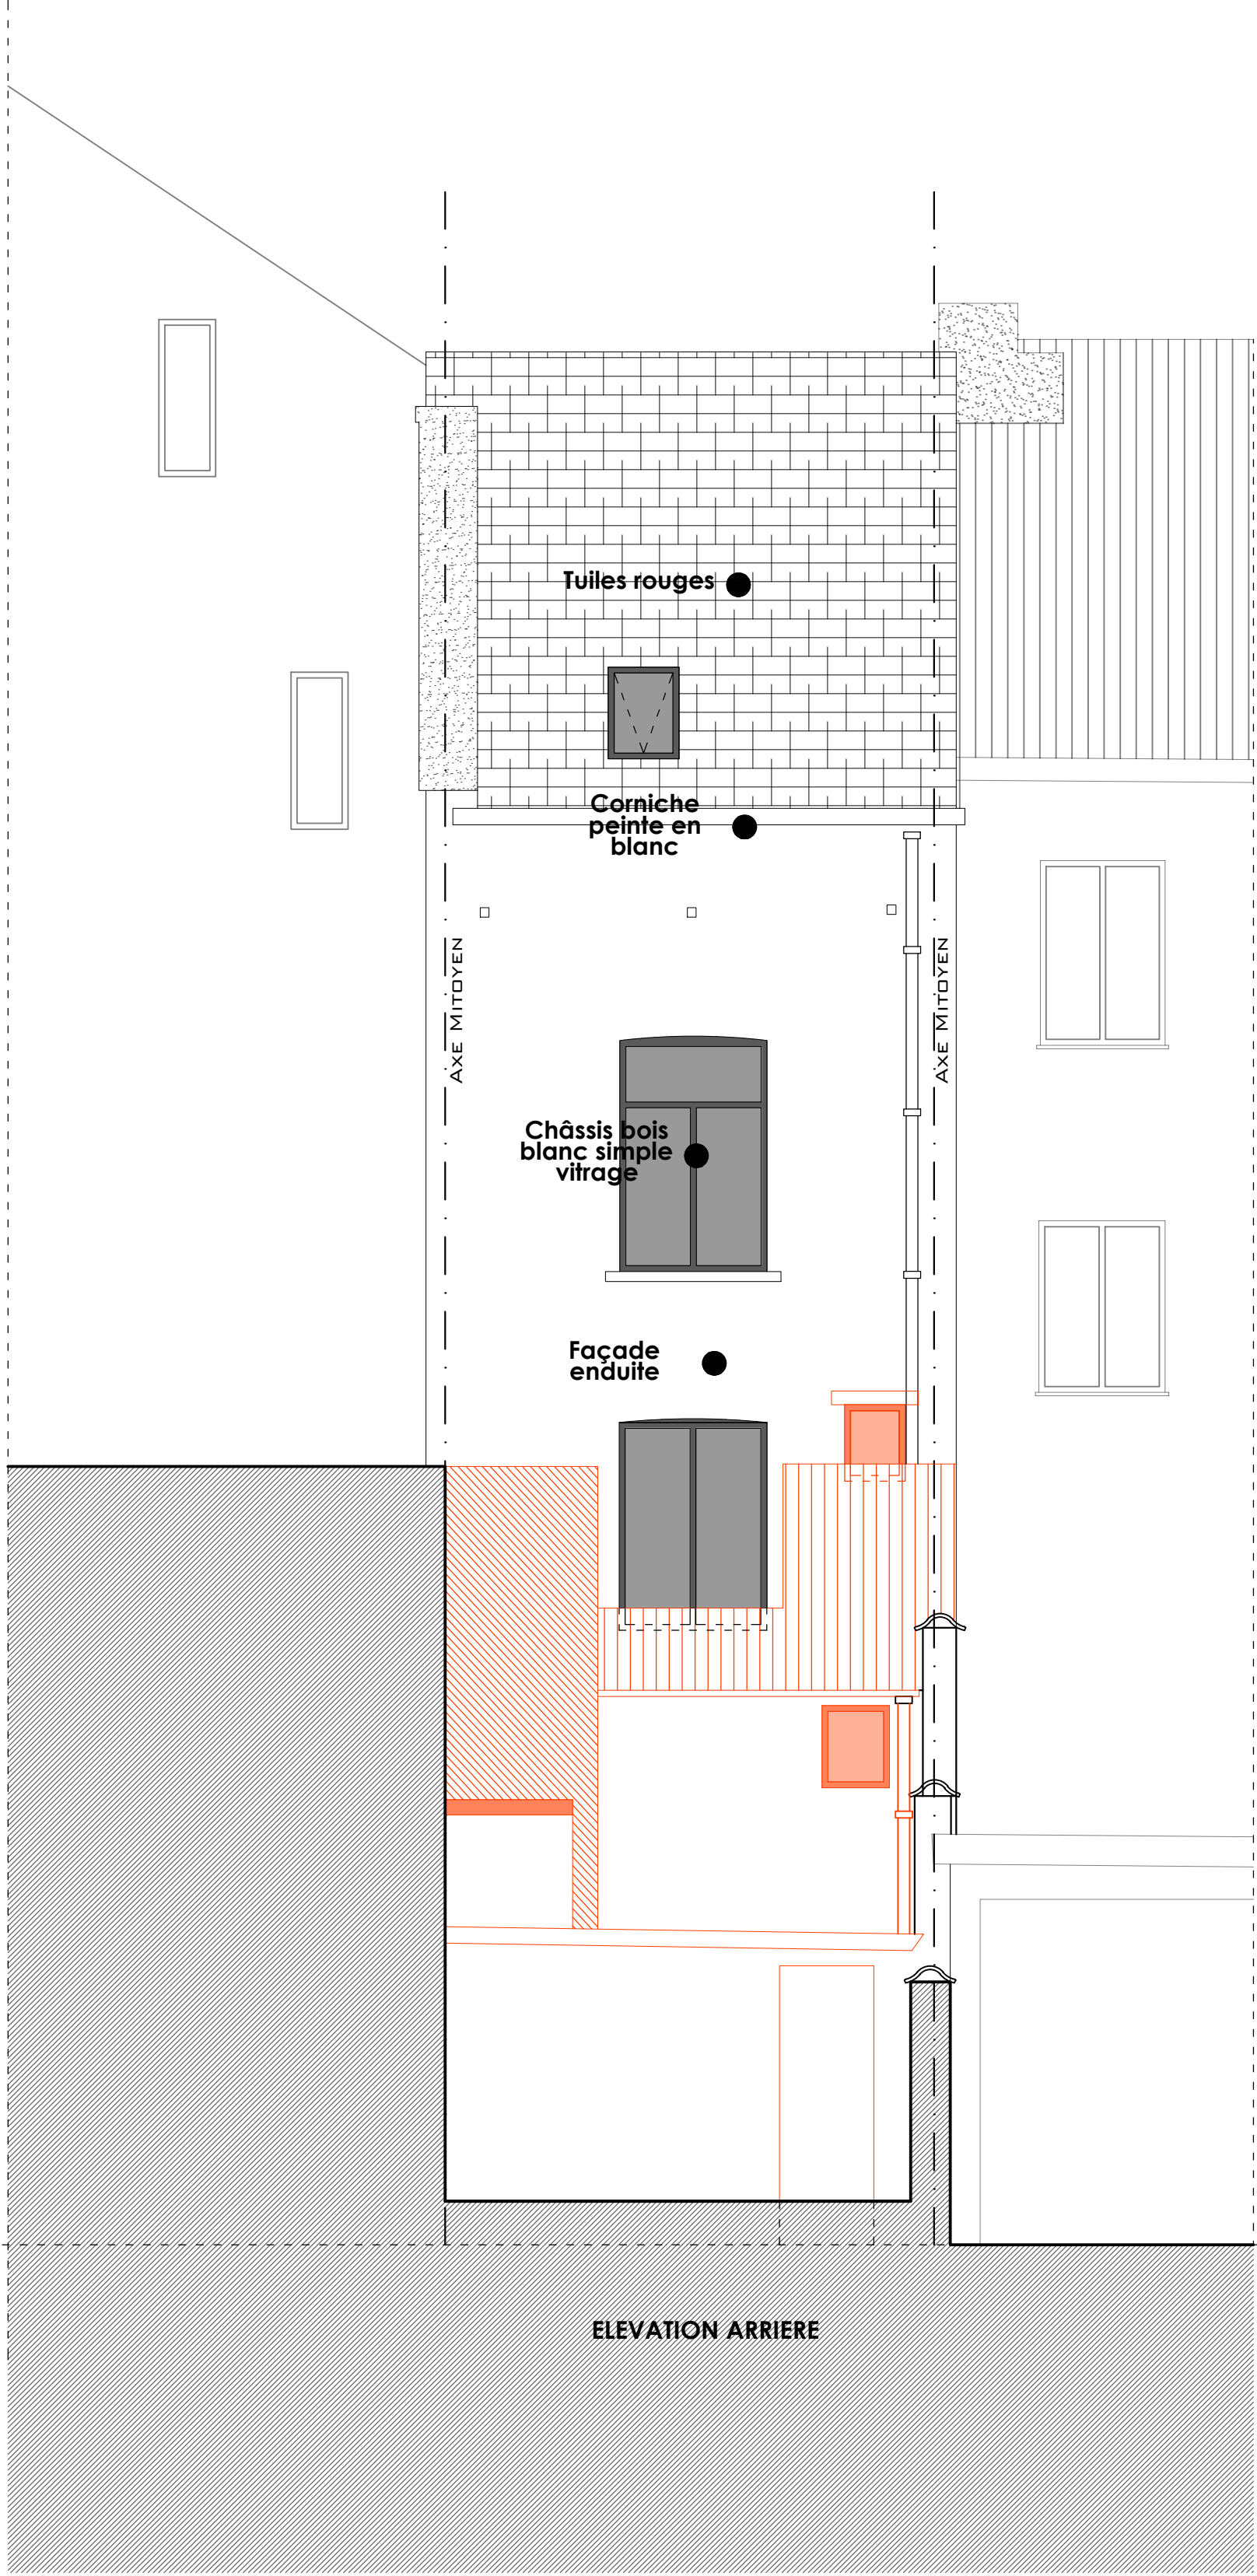 Tuiles rouges
Corniche
peinte en
blanc
AXE MITOYEN
AXE MITOYEN
Châssis bois
blanc simple
vitrage
Façade
enduite
ELEVATION ARRIERE